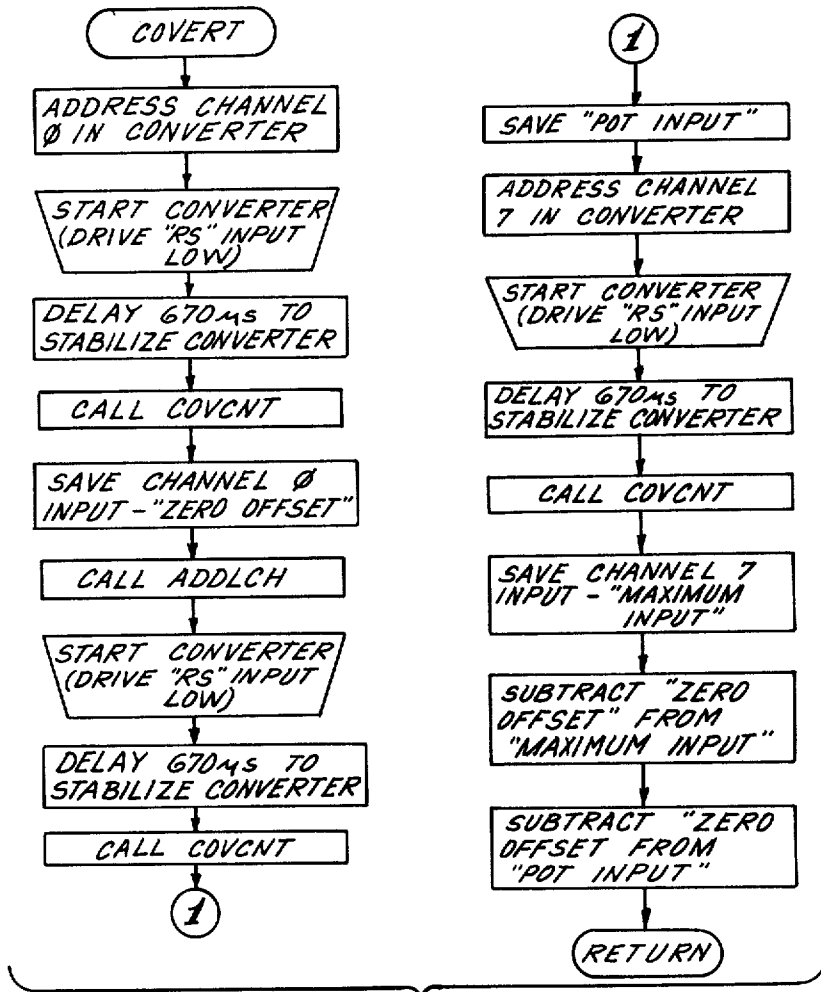 COVERT
ADDRESS CHANNEL
Ø IN CONVERTER
START CONVERTER
(DRIVE "RS" INPUT
LOW)
DELAY 670μs TO
STABILIZE CONVERTER
CALL COVCNT
SAVE CHANNEL Ø
INPUT - "ZERO OFFSET"
CALL ADDLCH
START CONVERTER
(DRIVE "RS" INPUT
LOW)
DELAY 670μs TO
STABILIZE CONVERTER
CALL COVCNT
1
1
SAVE "POT INPUT"
ADDRESS CHANNEL
7 IN CONVERTER
START CONVERTER
(DRIVE "RS" INPUT
LOW)
DELAY 670μs TO
STABILIZE CONVERTER
CALL COVCNT
SAVE CHANNEL 7
INPUT - "MAXIMUM
INPUT"
SUBTRACT "ZERO
OFFSET" FROM
"MAXIMUM INPUT"
SUBTRACT "ZERO
OFFSET FROM
"POT INPUT"
RETURN